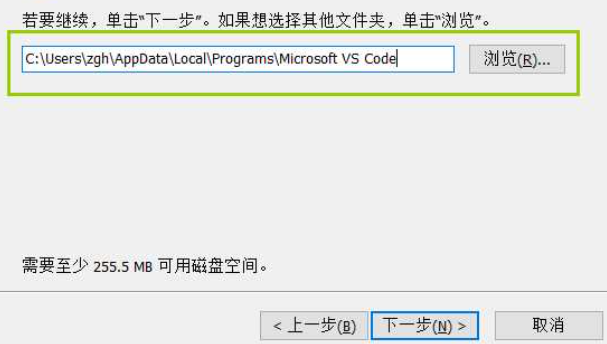 若要继续，单击“下一步”。如果想选择其他文件夹，单击“浏览”。
C:\Users\zgh\AppData\Local\Programs\Microsoft VS Code
浏览(R)...
需要至少 255.5 MB 可用磁盘空间。
< 上一步(B) 下一步(N) > 取消